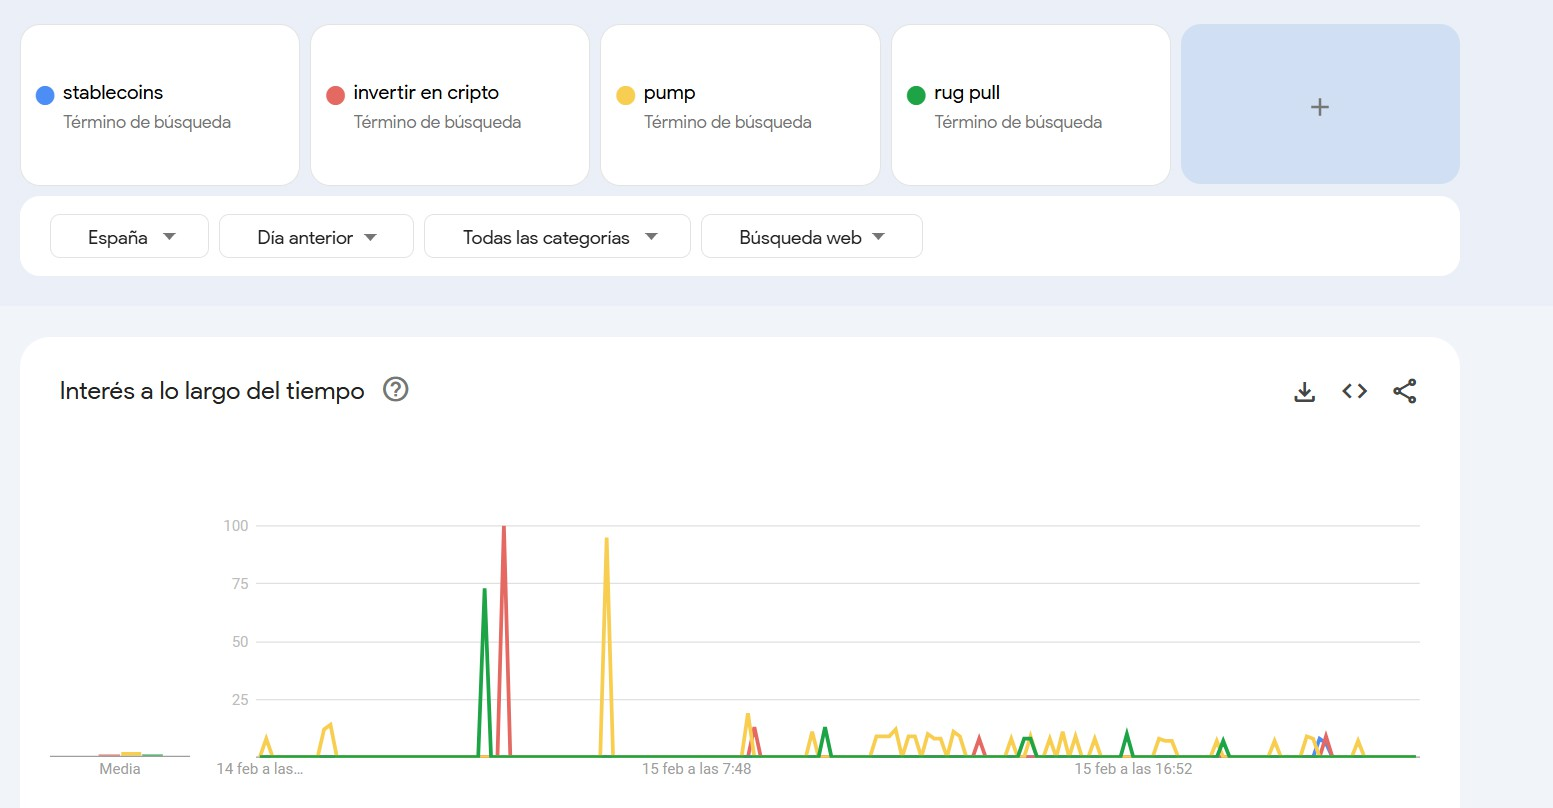 stablecoins
Término de búsqueda
invertir en cripto
Término de búsqueda
pump
Término de búsqueda
rug pull
Término de búsqueda
+
España
Día anterior
Todas las categorías
Búsqueda web
Interés a lo largo del tiempo
?
100
75
50
25
Media
14 feb a las...
15 feb a las 7:48
15 feb a las 16:52